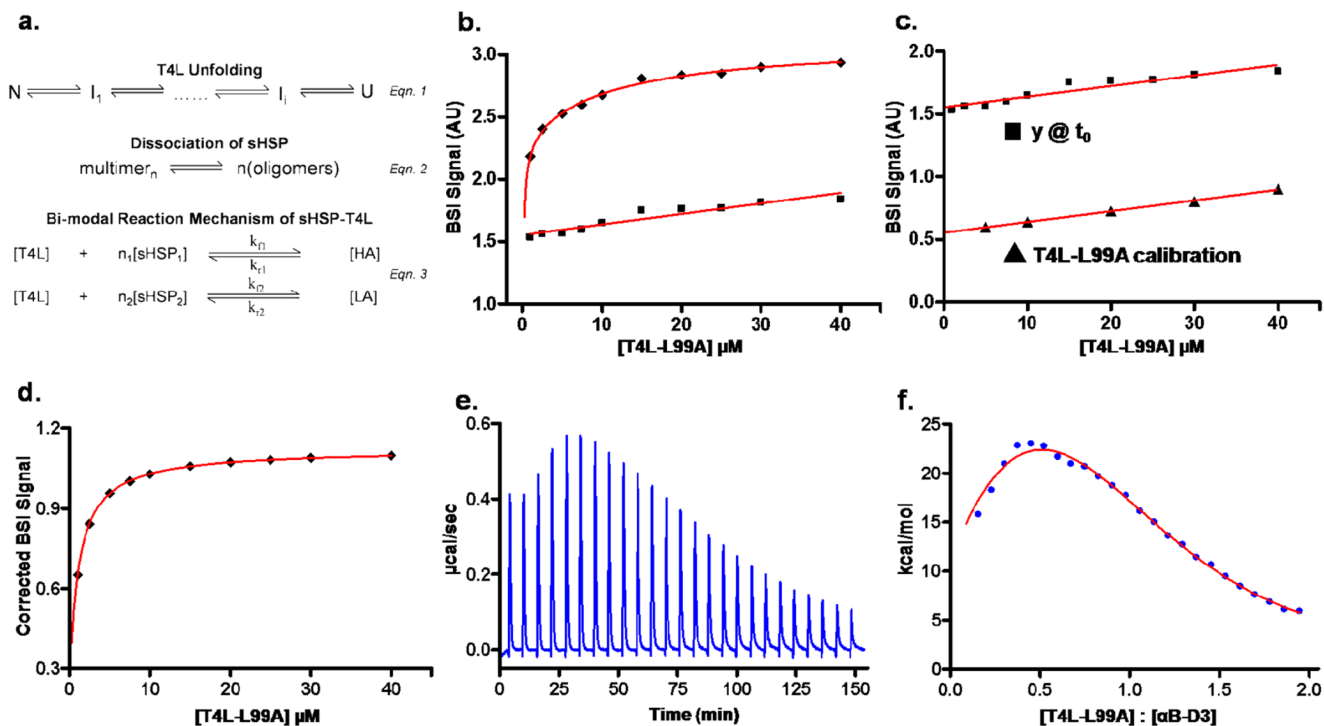 a.
T4L Unfolding
N I1 ...... Ii U Eqn. 1
Dissociation of sHSP
multimern n(oligomers) Eqn. 2
Bi-modal Reaction Mechanism of sHSP-T4L
[T4L] + n1[sHSP1] kf1 kr1 [HA]
Eqn. 3
[T4L] + n2[sHSP2] kf2 kr2 [LA]
b.
BSI Signal (AU)
3.0
2.5
2.0
1.5
1.0
0 10 20 30 40
[T4L-L99A] µM
c.
BSI Signal (AU)
2.0
1.5
1.0
0.5
0.0
y @ t0
T4L-L99A calibration
0 10 20 30 40
[T4L-L99A] µM
d.
Corrected BSI Signal
1.2
0.9
0.6
0.3
0 10 20 30 40
[T4L-L99A] µM
e.
µcal/sec
0.6
0.4
0.2
0.0
0 25 50 75 100 125 150
Time (min)
f.
kcal/mol
25
20
15
10
5
0
0.0 0.5 1.0 1.5 2.0
[T4L-L99A] : [αB-D3]